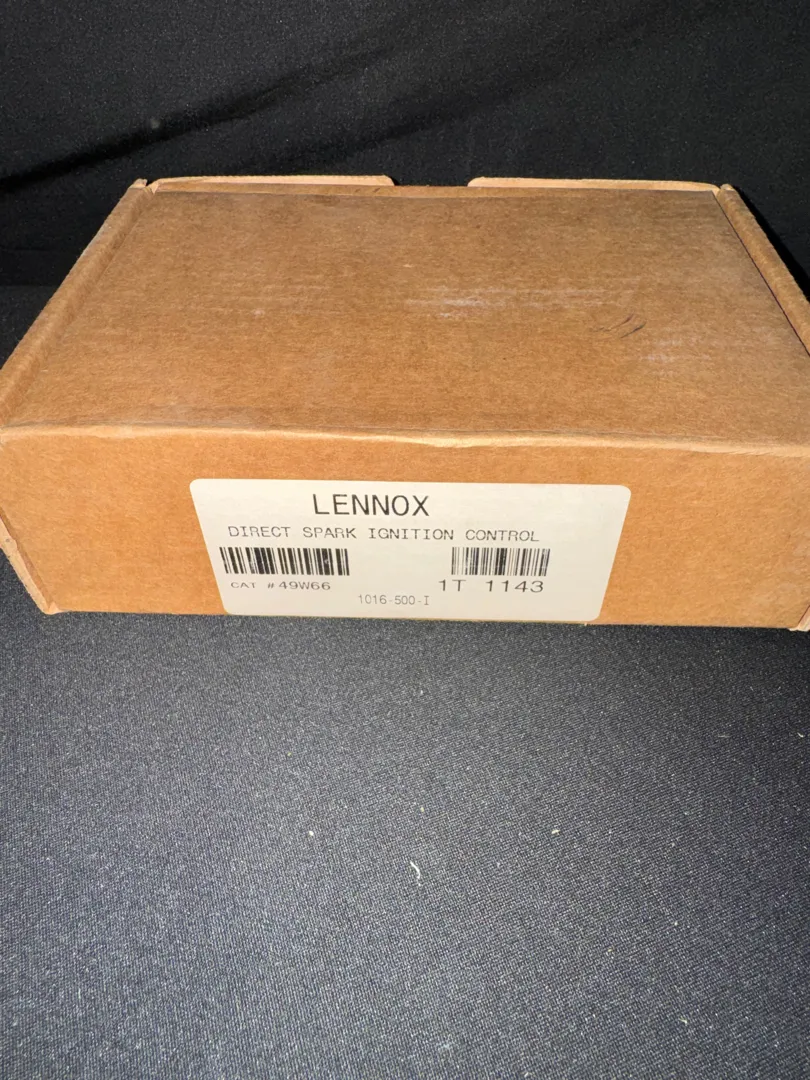 LENNOX
DIRECT SPARK IGNITION CONTROL
CAT #49W66
1T 1143
1016-500-I